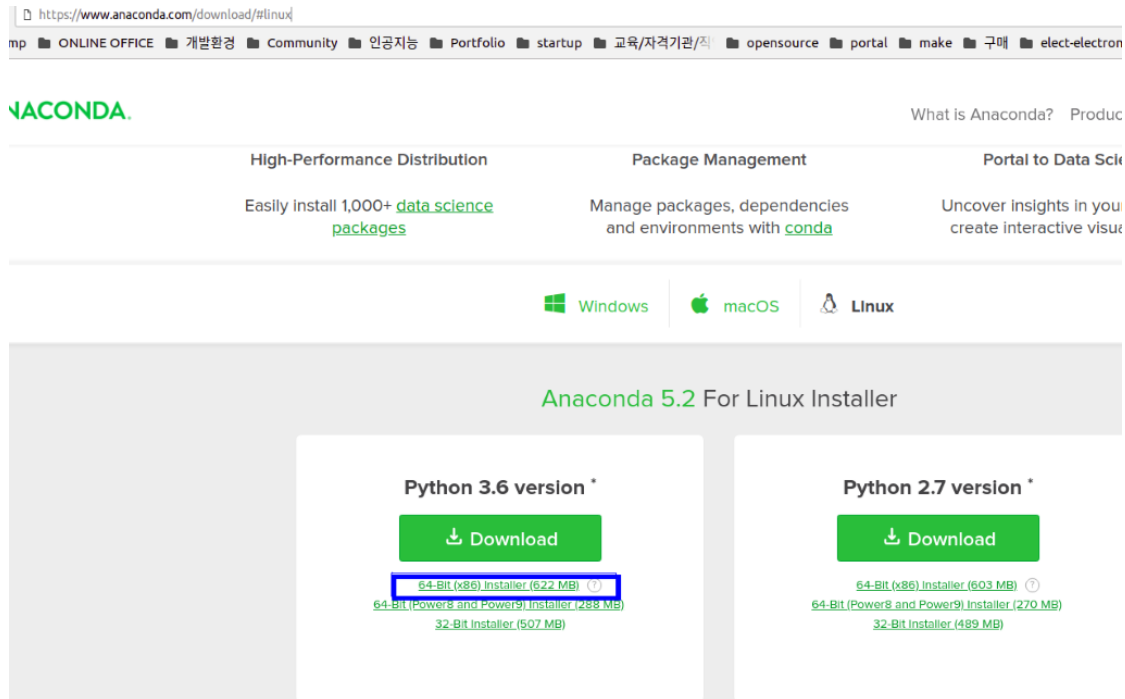 https://www.anaconda.com/download/#linux
mp ONLINE OFFICE 개발환경 Community 인공지능 Portfolio startup 교육/자격기관/직 opensource portal make 구매 elect-electron
NACONDA.
What is Anaconda? Produc
High-Performance Distribution Package Management Portal to Data Scie
Easily install 1,000+ data science Manage packages, dependencies Uncover insights in your
packages and environments with conda create interactive visua
Windows macOS Linux
Anaconda 5.2 For Linux Installer
Python 3.6 version * Python 2.7 version *
Download Download
64-Bit (x86) Installer (622 MB) ? 64-Bit (x86) Installer (603 MB) ?
64-Bit (Power8 and Power9) Installer (288 MB) 64-Bit (Power8 and Power9) Installer (270 MB)
32-Bit Installer (507 MB) 32-Bit Installer (489 MB)